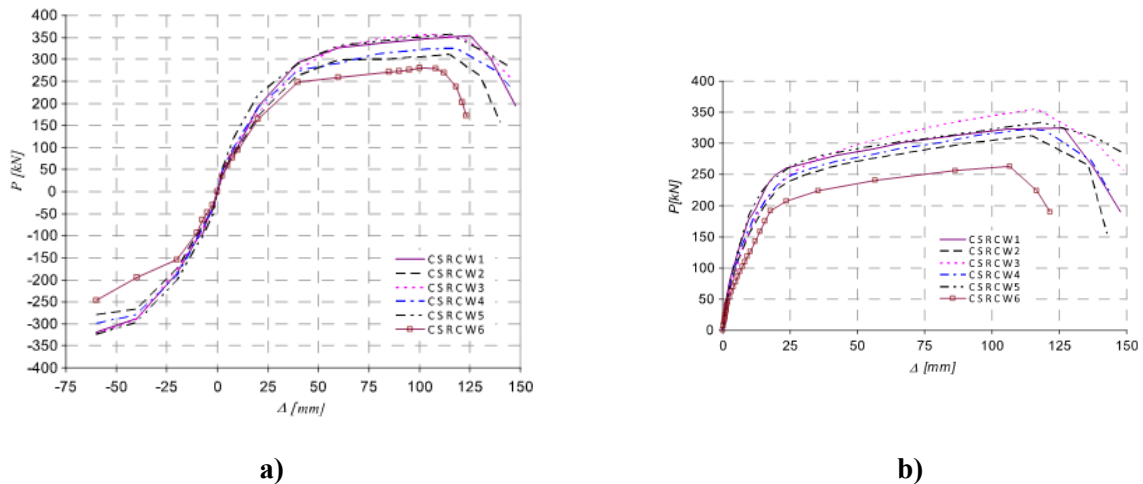 400
350
300
250
200
150
100
50
0
-50
-100
-150
-200
-250
-300
-350
-400
P [kN]
CSRCW1
CSRCW2
CSRCW3
CSRCW4
CSRCW5
CSRCW6
-75 -50 -25 0 25 50 75 100 125 150
Δ [mm]
a)
400
350
300
250
200
150
100
50
0
P[kN]
CSRCW1
CSRCW2
CSRCW3
CSRCW4
CSRCW5
CSRCW6
0 25 50 75 100 125 150
Δ [mm]
b)